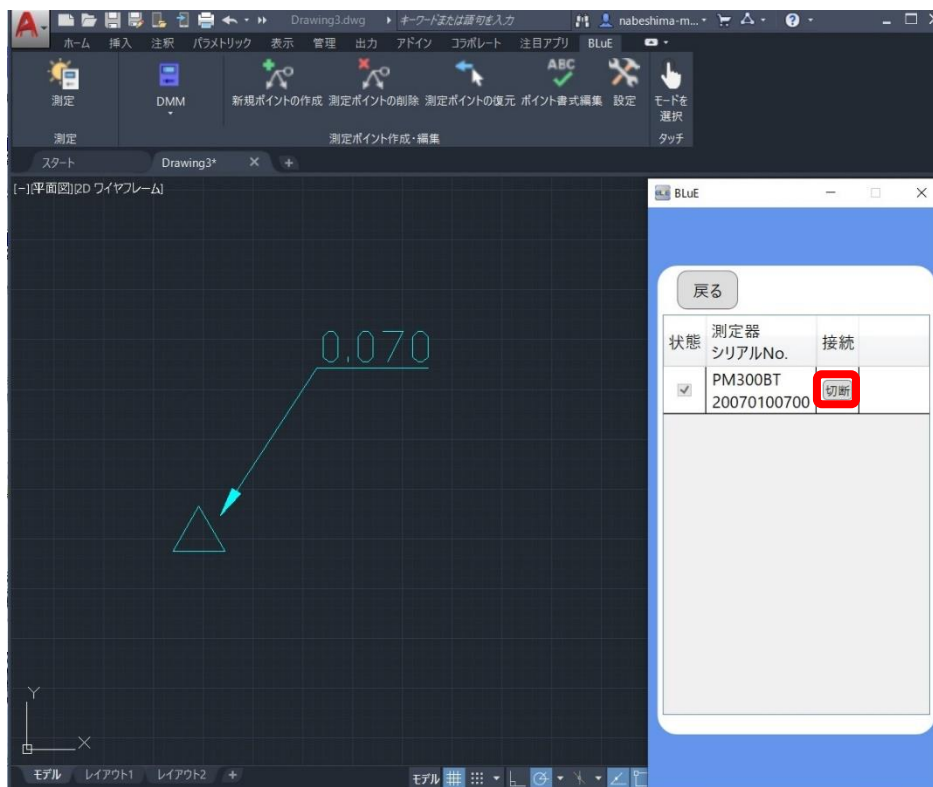 Drawing3.dwg キーワードまたは語句を入力 nabeshima-m...
ホーム 挿入 注釈 パラメトリック 表示 管理 出力 アドイン コラボレート 注目アプリ BLuE
測定 DMM 新規ポイントの作成 測定ポイントの削除 測定ポイントの復元 ABC ポイント書式編集 設定 モードを
選択
測定 測定ポイント作成・編集 タッチ
スタート Drawing3* × +
[-][平面図][2D ワイヤフレーム]
BLuE
戻る
状態 測定器 接続
シリアルNo.
PM300BT 切断
20070100700
0.070
Y
X
モデル レイアウト1 レイアウト2 + モデル